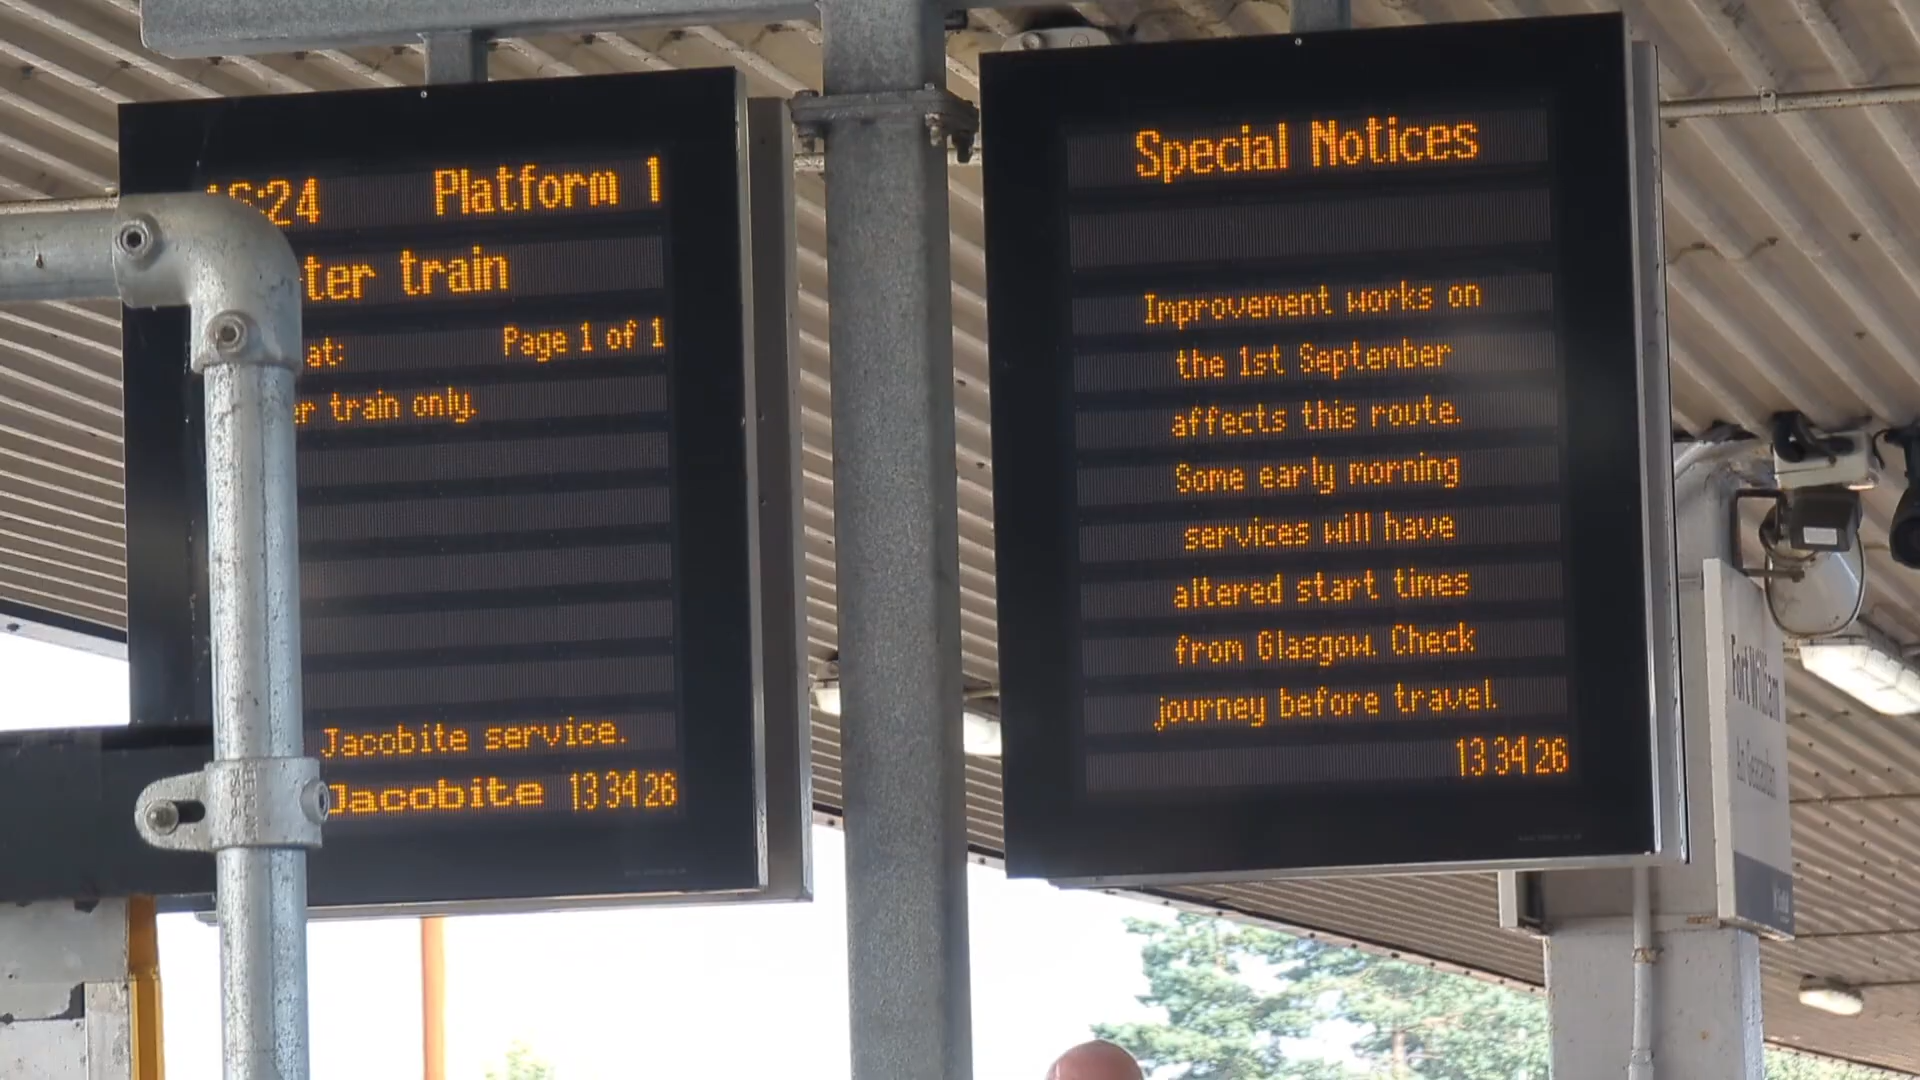 16:24 Platform 1
train
at: Page 1 of 1
train only.
Jacobite service.
Jacobite 13 34 26
Special Notices
Improvement works on
the 1st September
affects this route.
Some early morning
services will have
altered start times
from Glasgow. Check
journey before travel.
13 34 26
Fort William
An Gearasdan